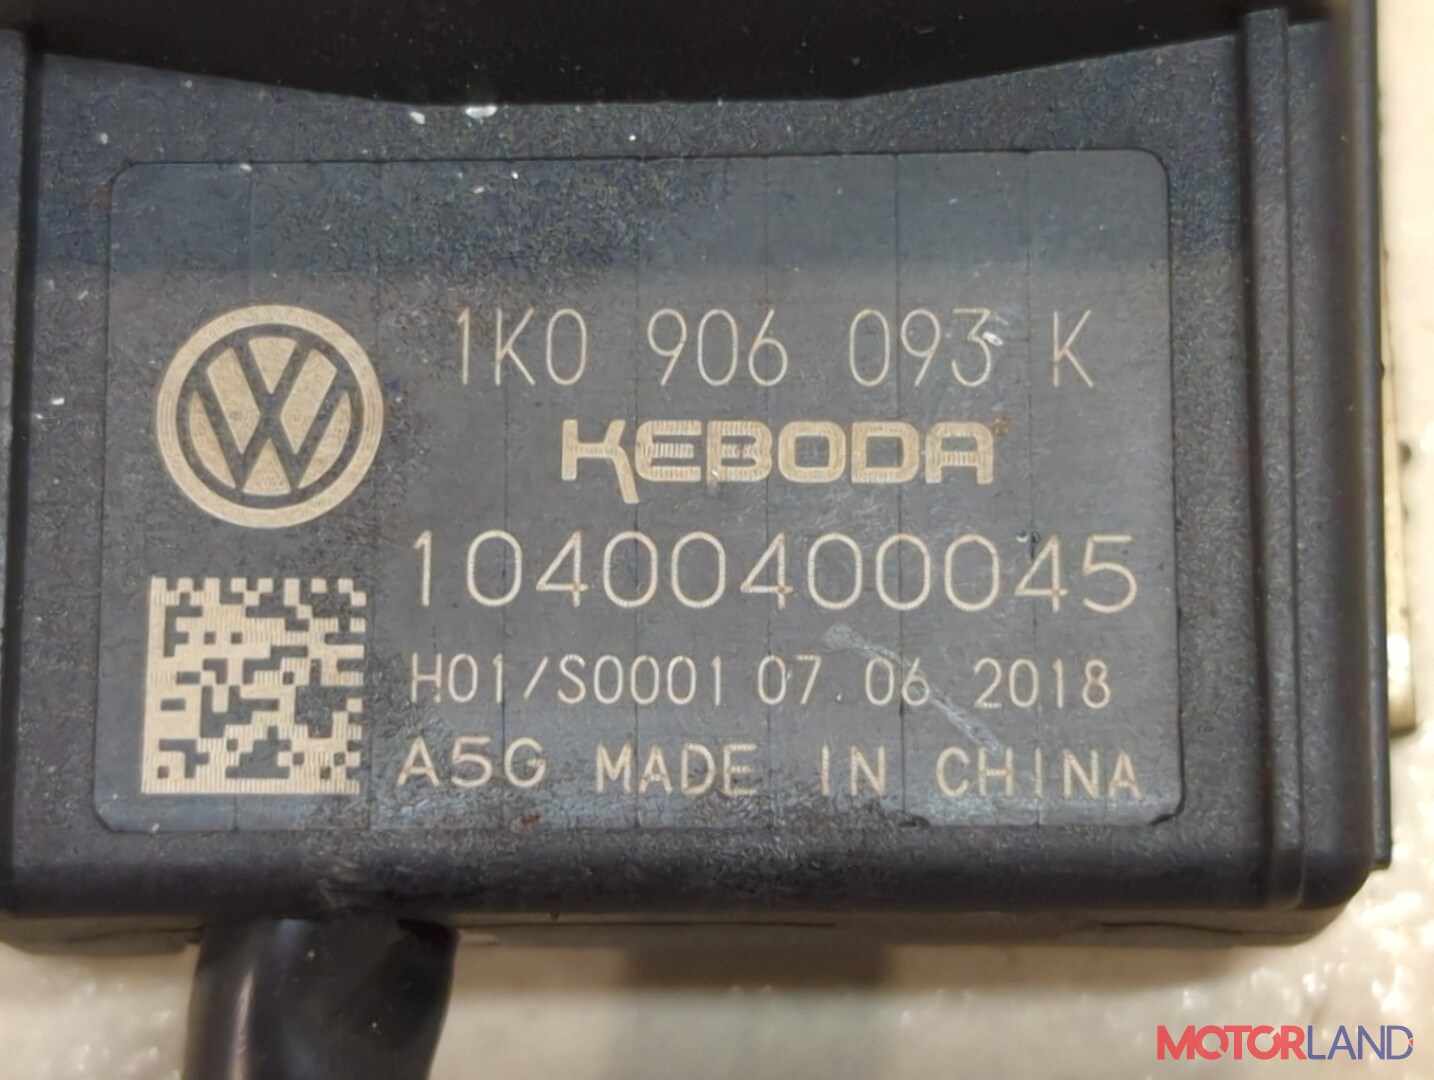 1K0 906 093 K
KEBODA
10400400045
H01/S0001 07 06 2018
A5G MADE IN CHINA
MOTORLAND